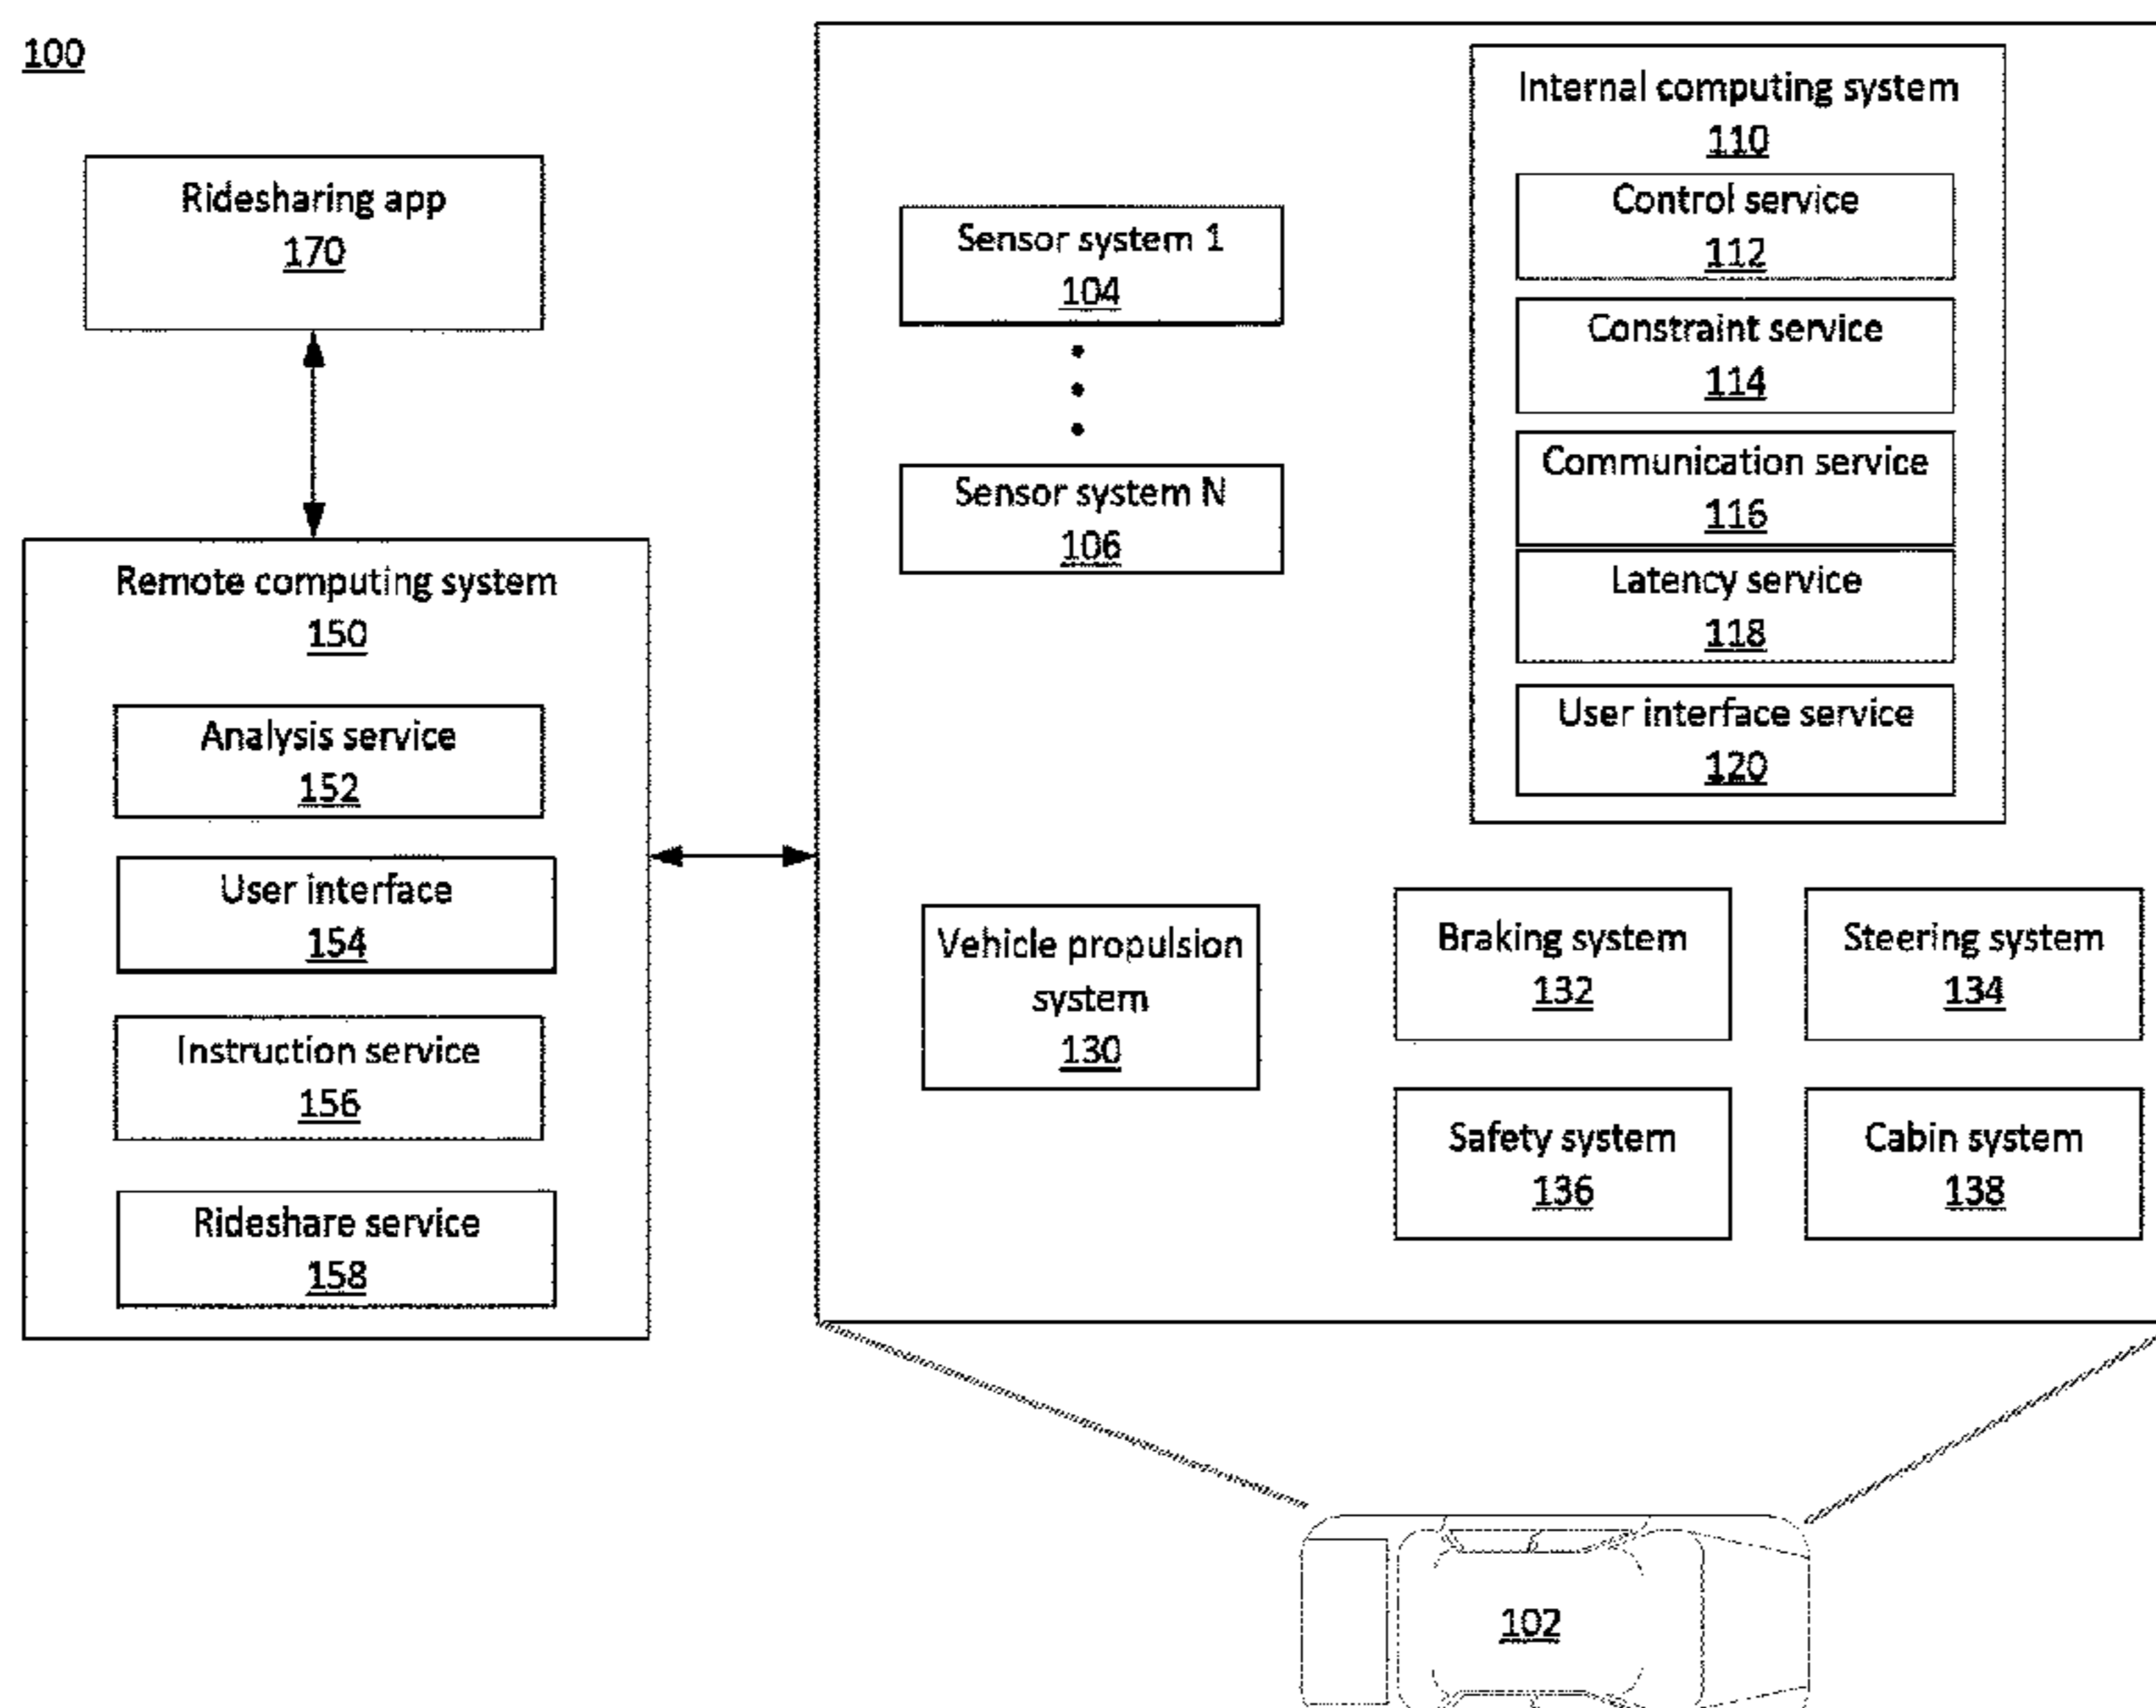 100
Ridesharing app
170
Remote computing system
150
Analysis service
152
User interface
154
Instruction service
156
Rideshare service
158
Sensor system 1
104
Sensor system N
106
Internal computing system
110
Control service
112
Constraint service
114
Communication service
116
Latency service
118
User interface service
120
Vehicle propulsion
system
130
Braking system
132
Steering system
134
Safety system
136
Cabin system
138
102